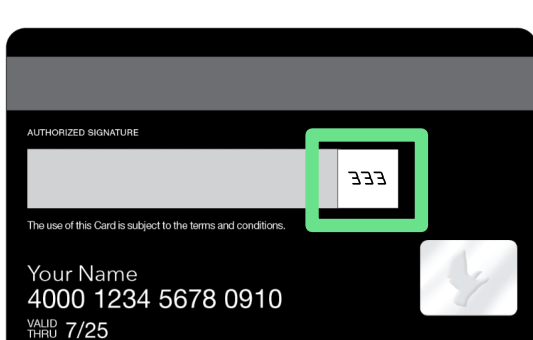 AUTHORIZED SIGNATURE
333
The use of this Card is subject to the terms and conditions.
Your Name
4000 1234 5678 0910
VALID THRU 7/25